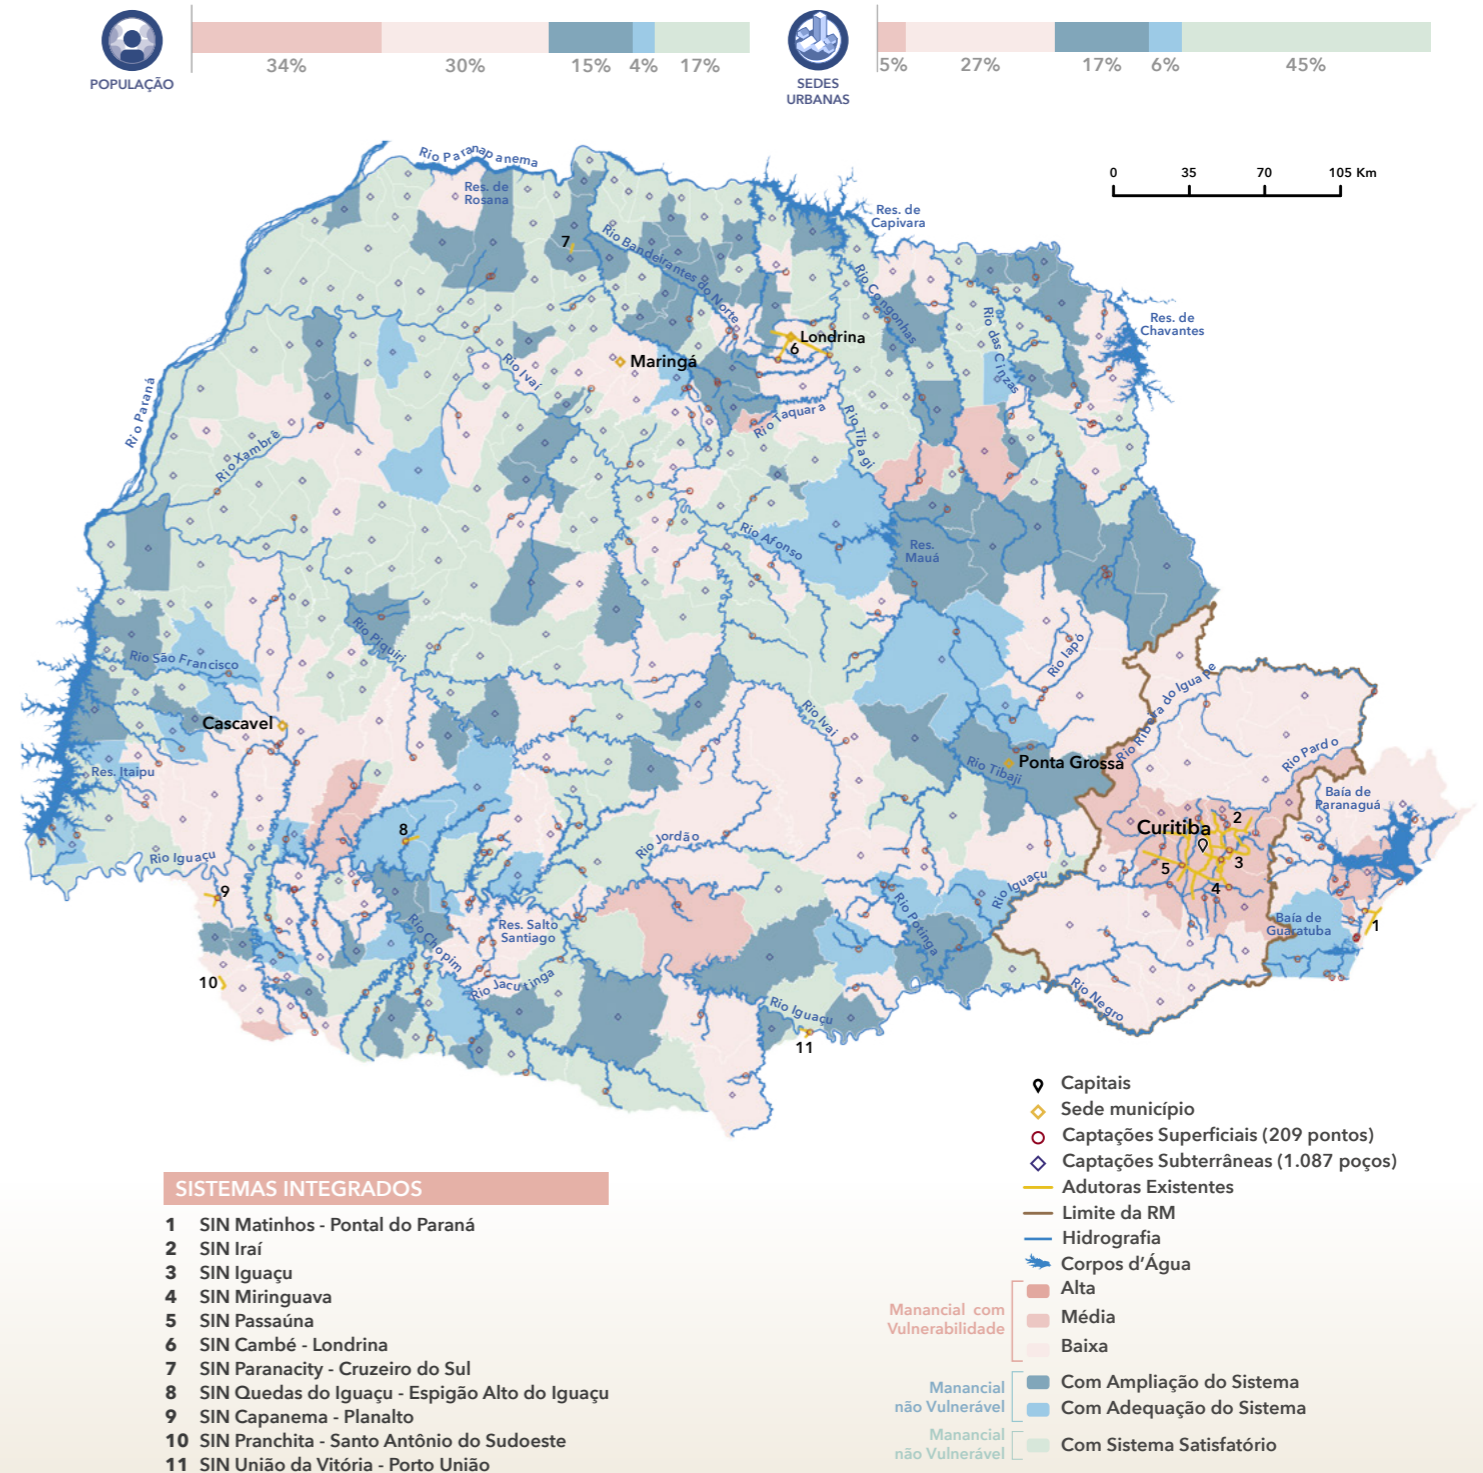 POPULAÇÃO
34%
30%
15%
4%
17%
SEDES
URBANAS
5%
27%
17%
6%
45%
0
35
70
105 Km
Rio Paranapanema
Res. de
Rosana
Res. de
Capivara
7
Rio Bandeirantes do Norte
Rio Congonhas
Rio das Cinzas
Res. de
Chavantes
Londrina
6
Maringá
Rio Ivaí
Rio Paraná
Rio Xambrê
Rio Taquara
Rio Tibagi
Rio Afonso
Res.
Mauá
Rio Piquiri
Rio São Francisco
Rio Iapó
Rio Ribeira do Iguape
Cascavel
Rio Ivaí
Ponta Grossa
Rio Tibaji
Rio Pardo
Res. Itaipu
Baía de
Paranaguá
8
Curitiba
2
3
5
4
Rio Jordão
Rio Iguaçu
9
Rio Iguaçu
Rio Chopim
Res. Salto
Santiago
Rio Potinga
Baía de
Guaratuba
1
10
Rio Jacutinga
Rio Iguaçu
Rio Negro
11
Capitais
Sede município
Captações Superficiais (209 pontos)
Captações Subterrâneas (1.087 poços)
Adutoras Existentes
Limite da RM
Hidrografia
Corpos d'Água
Manancial com
Vulnerabilidade
Alta
Média
Baixa
Manancial
não Vulnerável
Com Ampliação do Sistema
Com Adequação do Sistema
Manancial
não Vulnerável
Com Sistema Satisfatório
SISTEMAS INTEGRADOS
1 SIN Matinhos - Pontal do Paraná
2 SIN Iraí
3 SIN Iguaçu
4 SIN Miringuava
5 SIN Passaúna
6 SIN Cambé - Londrina
7 SIN Paranacity - Cruzeiro do Sul
8 SIN Quedas do Iguaçu - Espigão Alto do Iguaçu
9 SIN Capanema - Planalto
10 SIN Pranchita - Santo Antônio do Sudoeste
11 SIN União da Vitória - Porto União